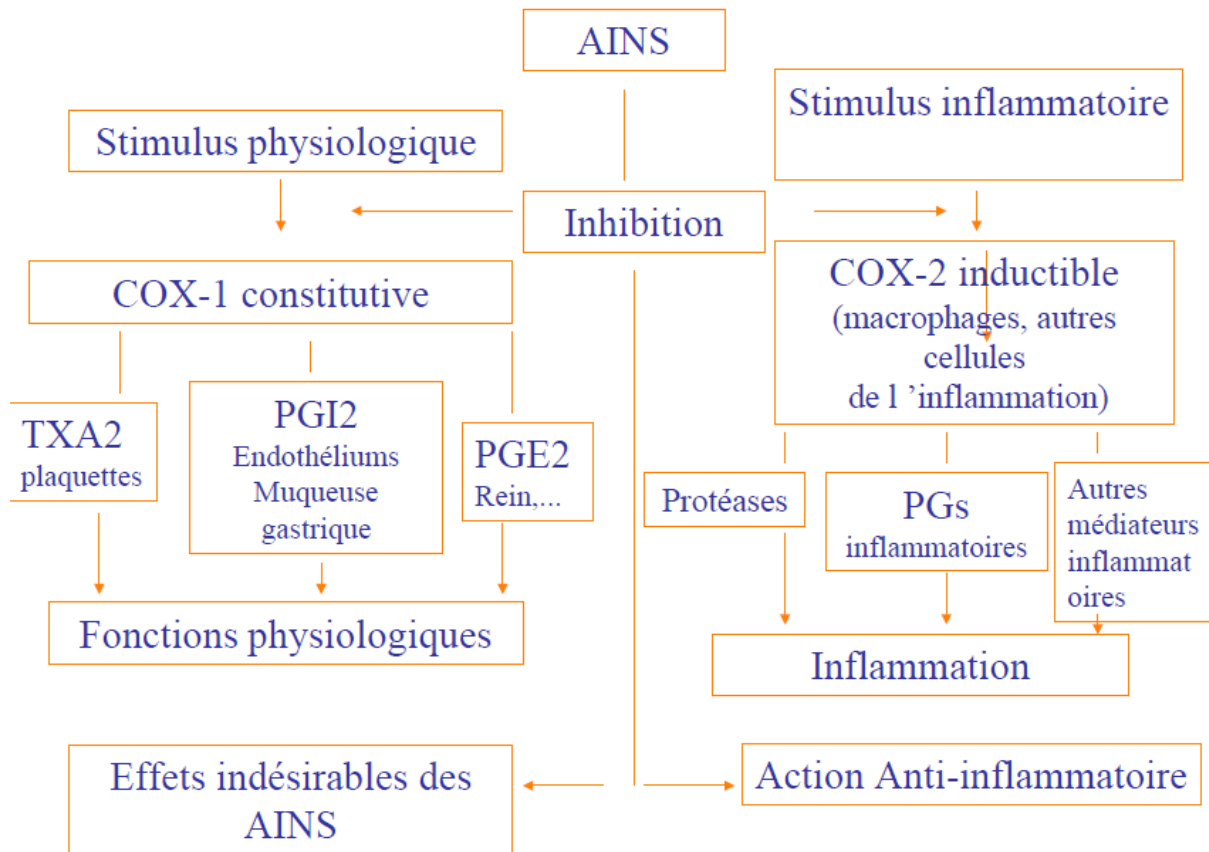 AINS
Stimulus inflammatoire
Stimulus physiologique
Inhibition
COX-1 constitutive
COX-2 inductible
(macrophages, autres
cellules
de l ’inflammation)
TXA2
plaquettes
PGI2
Endothéliums
Muqueuse
gastrique
PGE2
Rein,...
Protéases
PGs
inflammatoires
Autres
médiateurs
inflammat
oires
Fonctions physiologiques
Inflammation
Effets indésirables des
AINS
Action Anti-inflammatoire